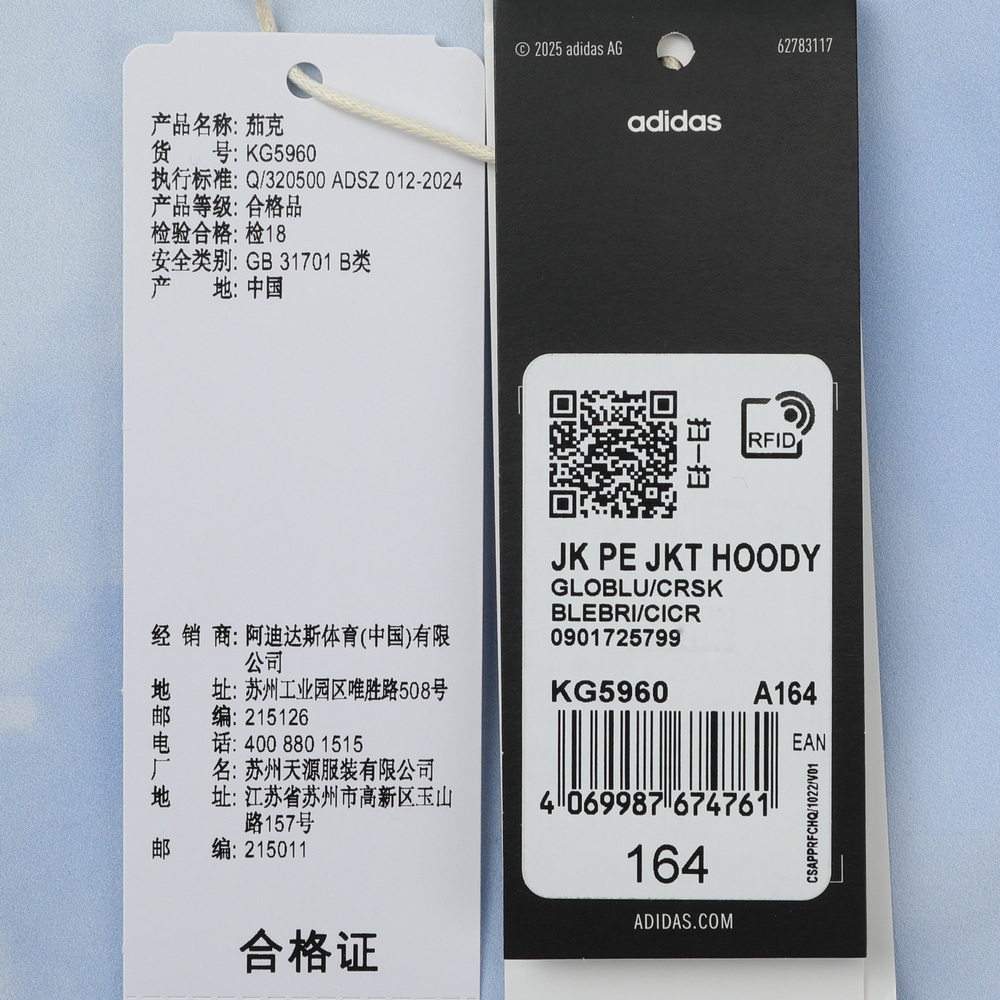 产品名称: 茄克
货 号: KG5960
执行标准: Q/320500 ADSZ 012-2024
产品等级: 合格品
检验合格: 检18
安全类别: GB 31701 B类
产 地: 中国
经 销 商: 阿迪达斯体育(中国)有限
公司
地 址: 苏州工业园区唯胜路508号
邮 编: 215126
电 话: 400 880 1515
厂 名: 苏州天源服装有限公司
地 址: 江苏省苏州市高新区玉山
路157号
邮 编: 215011
合格证
© 2025 adidas AG
62783117
adidas
扫一扫
RFID
JK PE JKT HOODY
GLOBLU/CRSK
BLEBRI/CICR
0901725799
KG5960 A164
EAN
4 069987 674761
CSAPPRFCHQ/1022/V01
164
ADIDAS.COM